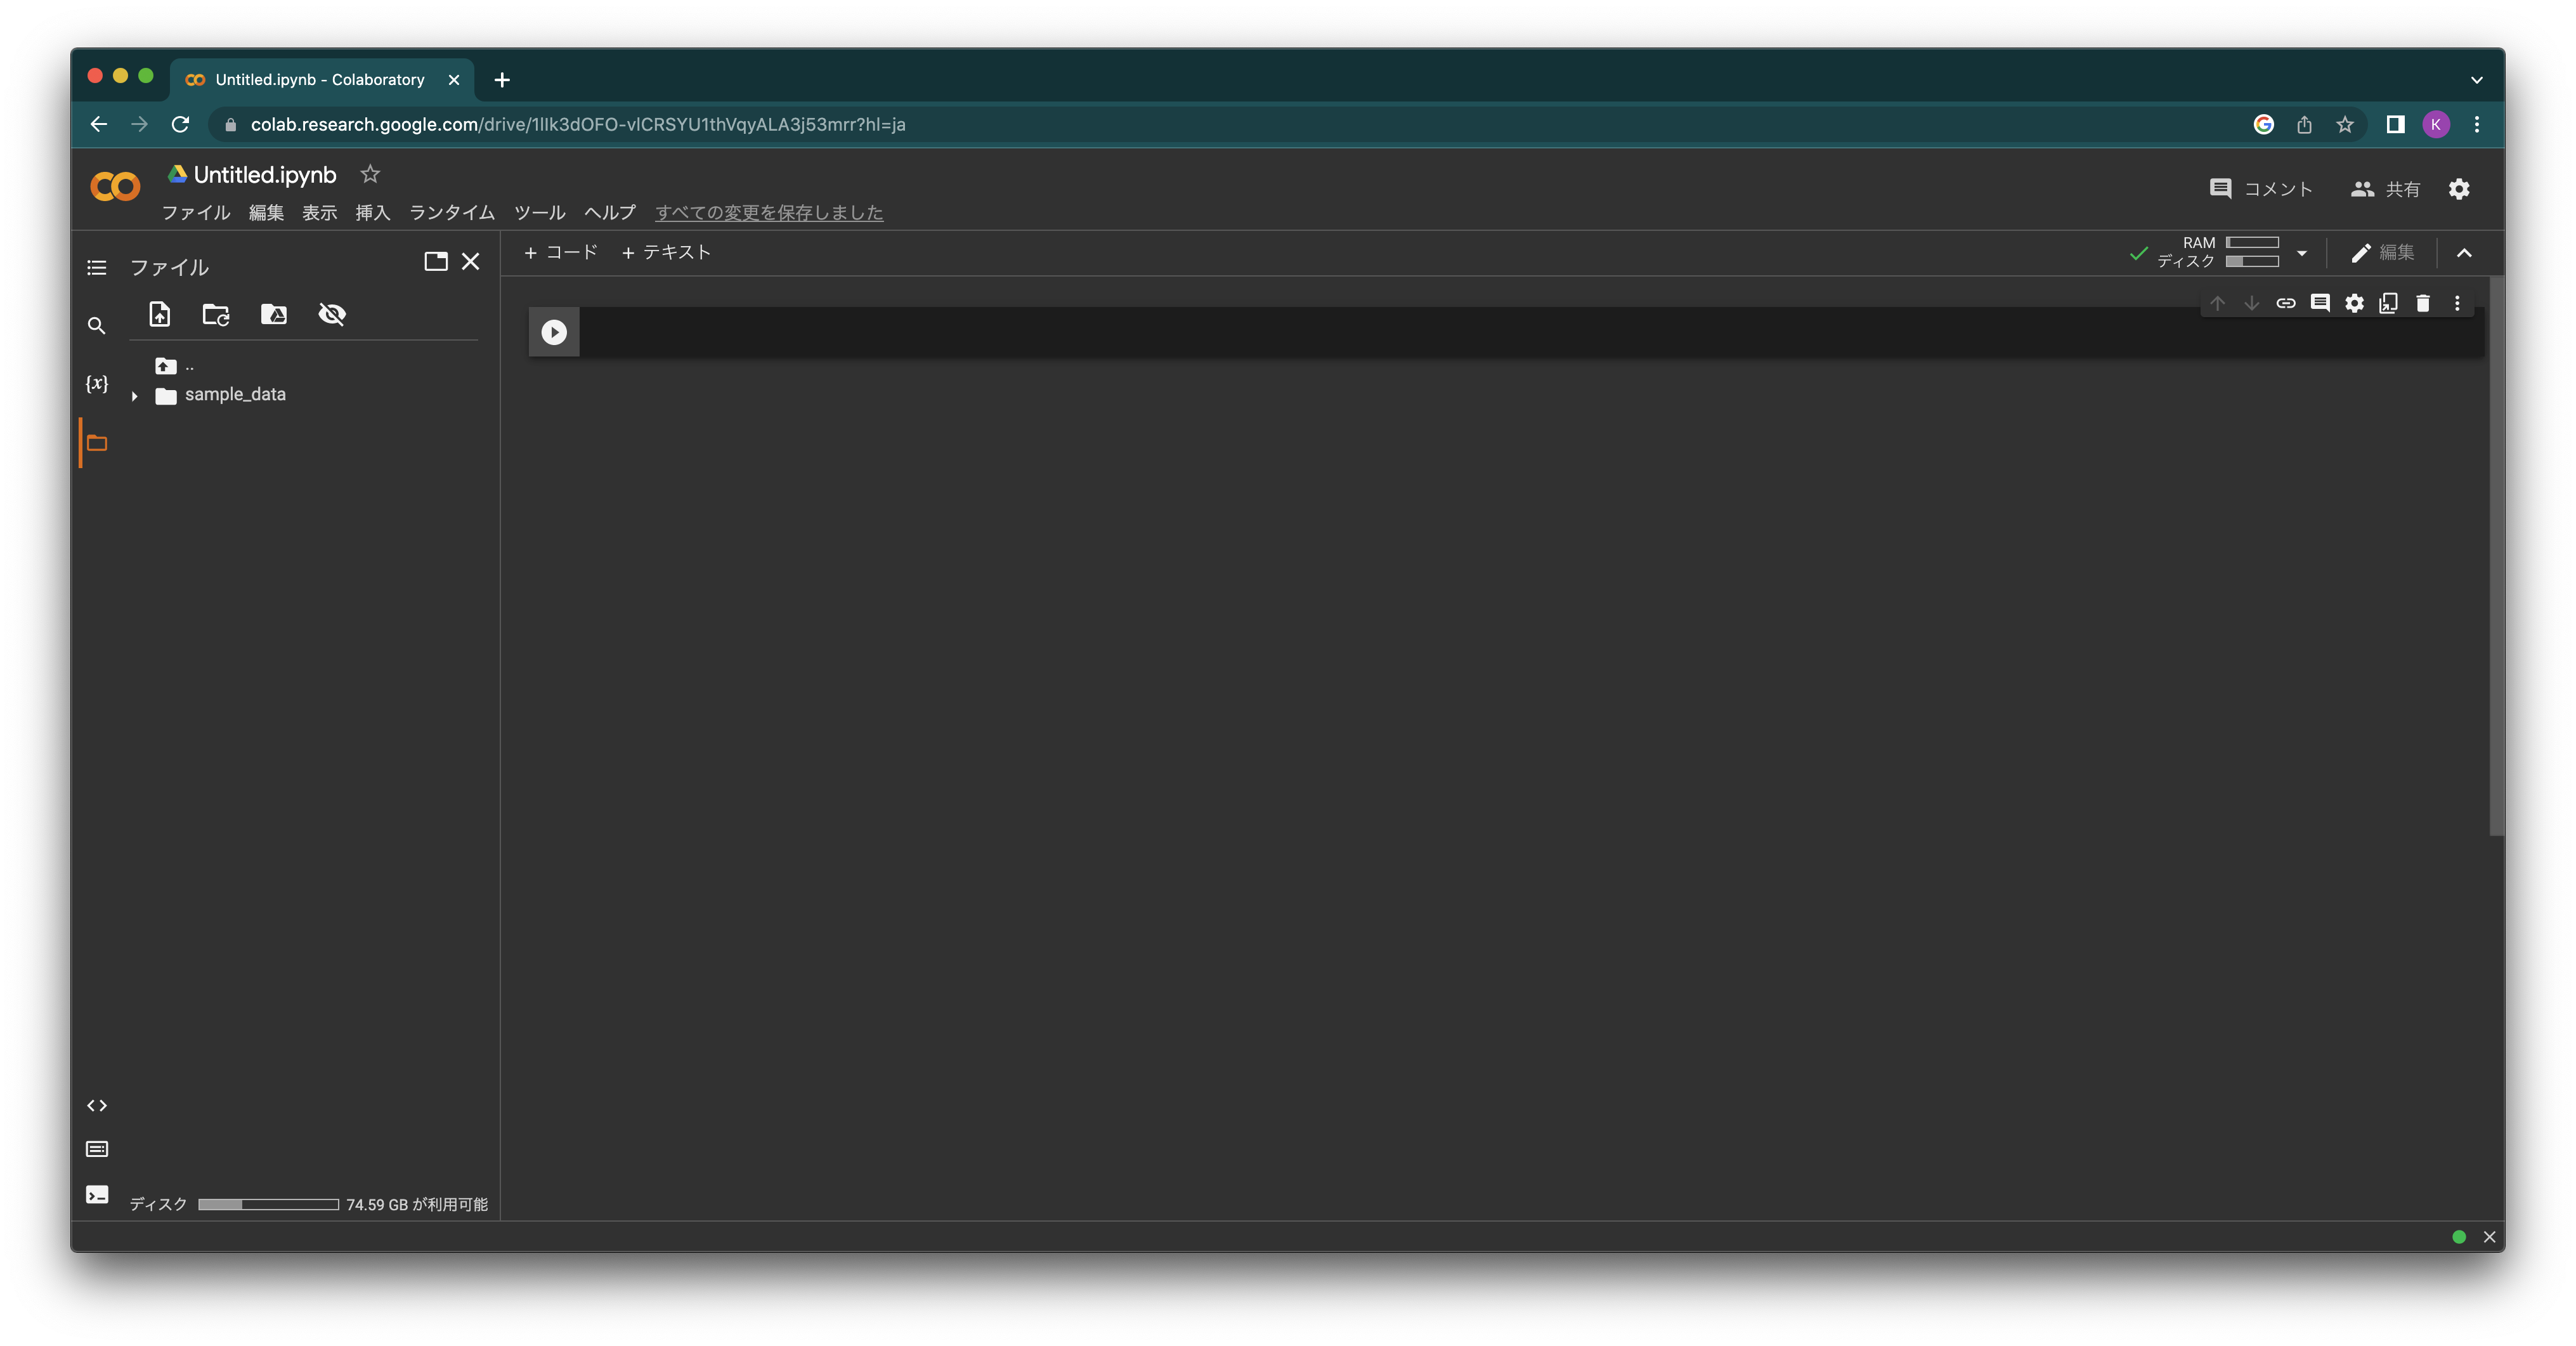 Untitled.ipynb - Colaboratory
colab.research.google.com/drive/1lIk3dOFO-vlCRSYU1thVqyALA3j53mrr?hl=ja
K
Untitled.ipynb
コメント 共有
ファイル 編集 表示 挿入 ランタイム ツール ヘルプ すべての変更を保存しました
ファイル
+ コード + テキスト
RAM
ディスク
編集
{x}
..
sample_data
ディスク 74.59 GB が利用可能